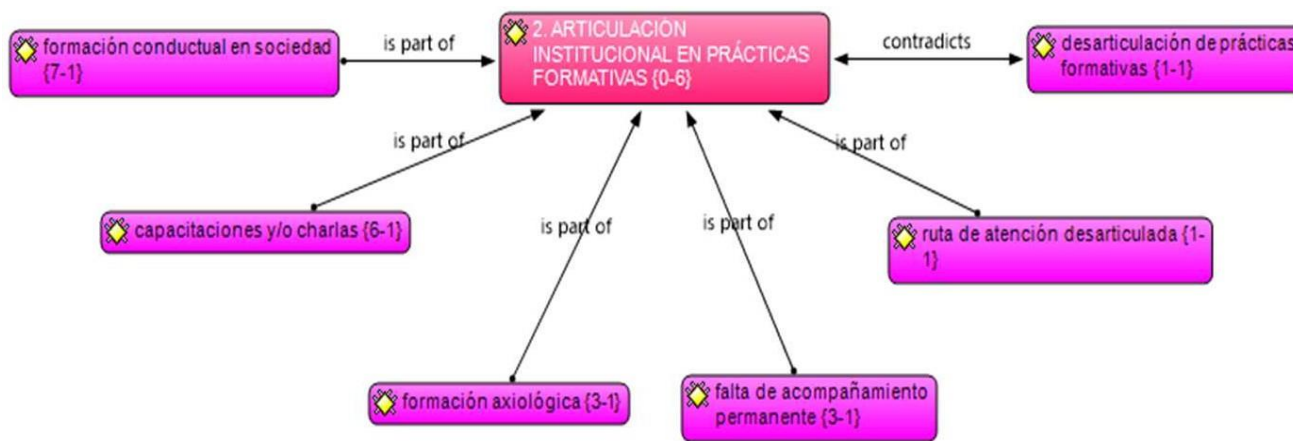 formación conductual en sociedad
{7-1}
is part of
2. ARTICULACIÓN
INSTITUCIONAL EN PRÁCTICAS
FORMATIVAS {0-6}
contradicts
desarticulación de prácticas
formativas {1-1}
is part of
is part of
capacitaciones y/o charlas {6-1}
is part of
is part of
ruta de atención desarticulada {1-
1}
formación axiológica {3-1}
falta de acompañamiento
permanente {3-1}